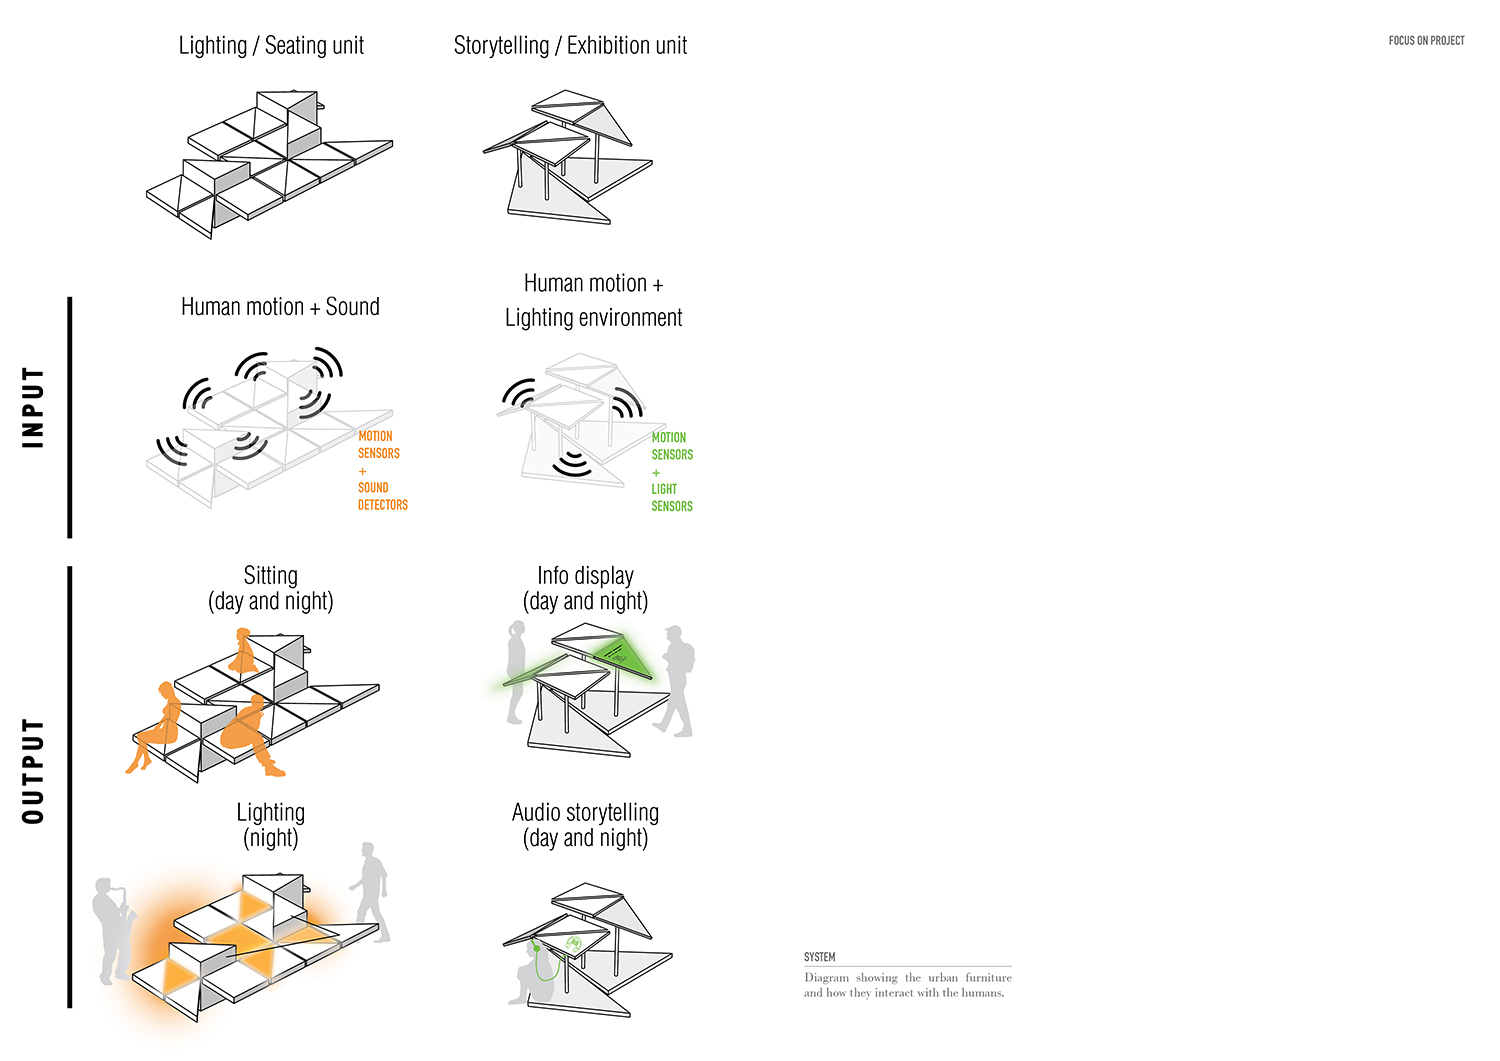 FOCUS ON PROJECT
Lighting / Seating unit
Storytelling / Exhibition unit
INPUT
Human motion + Sound
MOTION
SENSORS
+
SOUND
DETECTORS
Human motion +
Lighting environment
MOTION
SENSORS
+
LIGHT
SENSORS
OUTPUT
Sitting
(day and night)
Info display
(day and night)
Lighting
(night)
Audio storytelling
(day and night)
SYSTEM
Diagram showing the urban furniture
and how they interact with the humans.